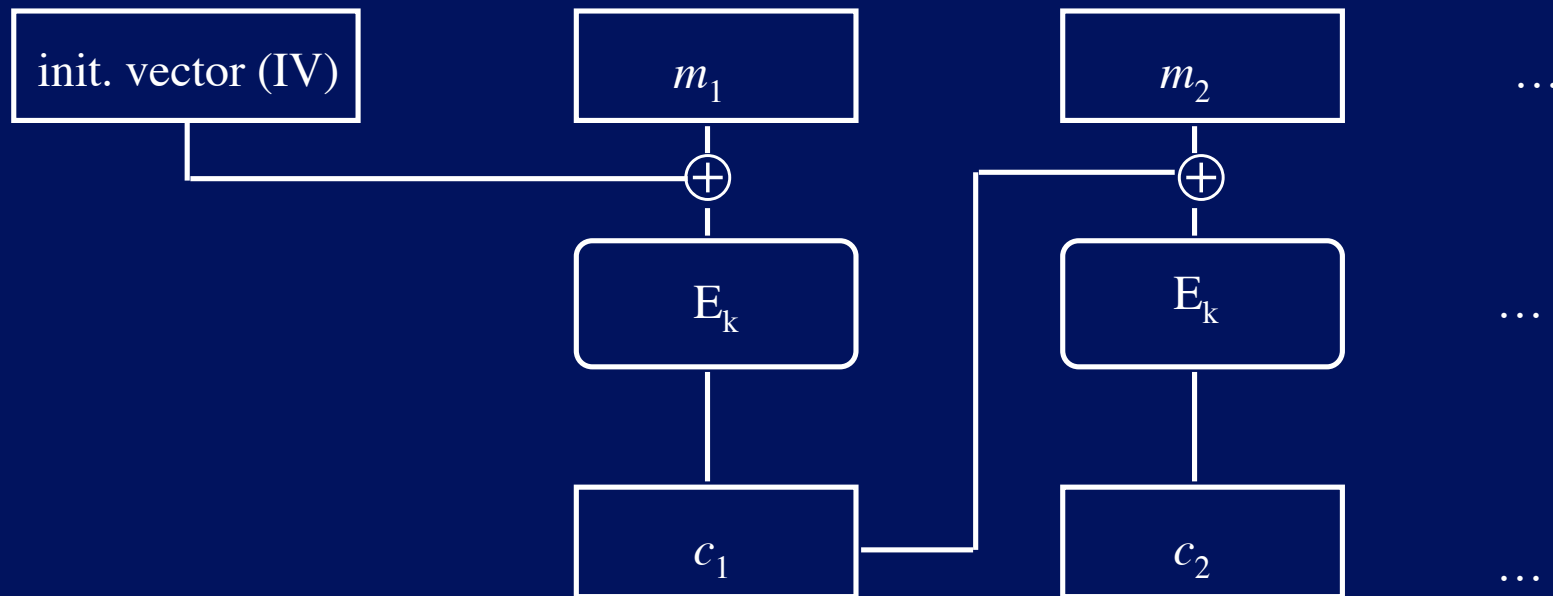 init. vector (IV) m₁ m₂ …
Eₖ Eₖ …
c₁ c₂ …